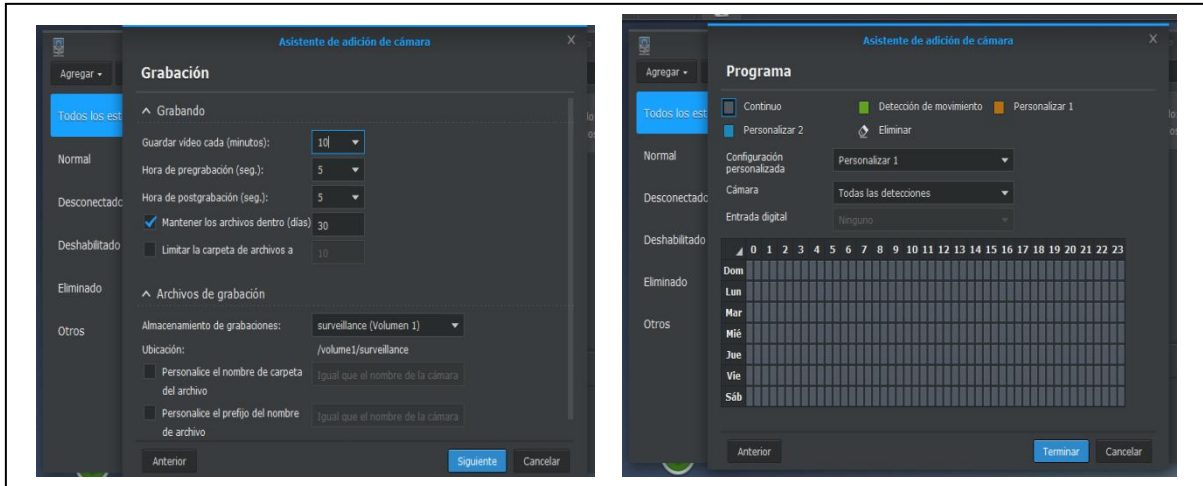 Asistente de adición de cámara
X
Agregar
Grabación
Todos los est
Normal
Desconectado
Deshabilitado
Eliminado
Otros
Grabando
Guardar vídeo cada (minutos): 10
Hora de pregrabación (seg.): 5
Hora de postgrabación (seg.): 5
Mantener los archivos dentro (días) 30
Limitar la carpeta de archivos a 10
Archivos de grabación
Almacenamiento de grabaciones: surveillance (Volumen 1)
Ubicación: /volume1/surveillance
Personalice el nombre de carpeta del archivo
Igual que el nombre de la cámara
Personalice el prefijo del nombre de archivo
Igual que el nombre de la cámara
Anterior
Siguiente
Cancelar
Asistente de adición de cámara
X
Agregar
Programa
Todos los est
Normal
Desconectado
Deshabilitado
Eliminado
Otros
Continuo
Detección de movimiento
Personalizar 1
Personalizar 2
Eliminar
Configuración personalizada
Personalizar 1
Cámara
Todas las detecciones
Entrada digital
Ninguno
0 1 2 3 4 5 6 7 8 9 10 11 12 13 14 15 16 17 18 19 20 21 22 23
Dom
Lun
Mar
Mié
Jue
Vie
Sáb
Anterior
Terminar
Cancelar